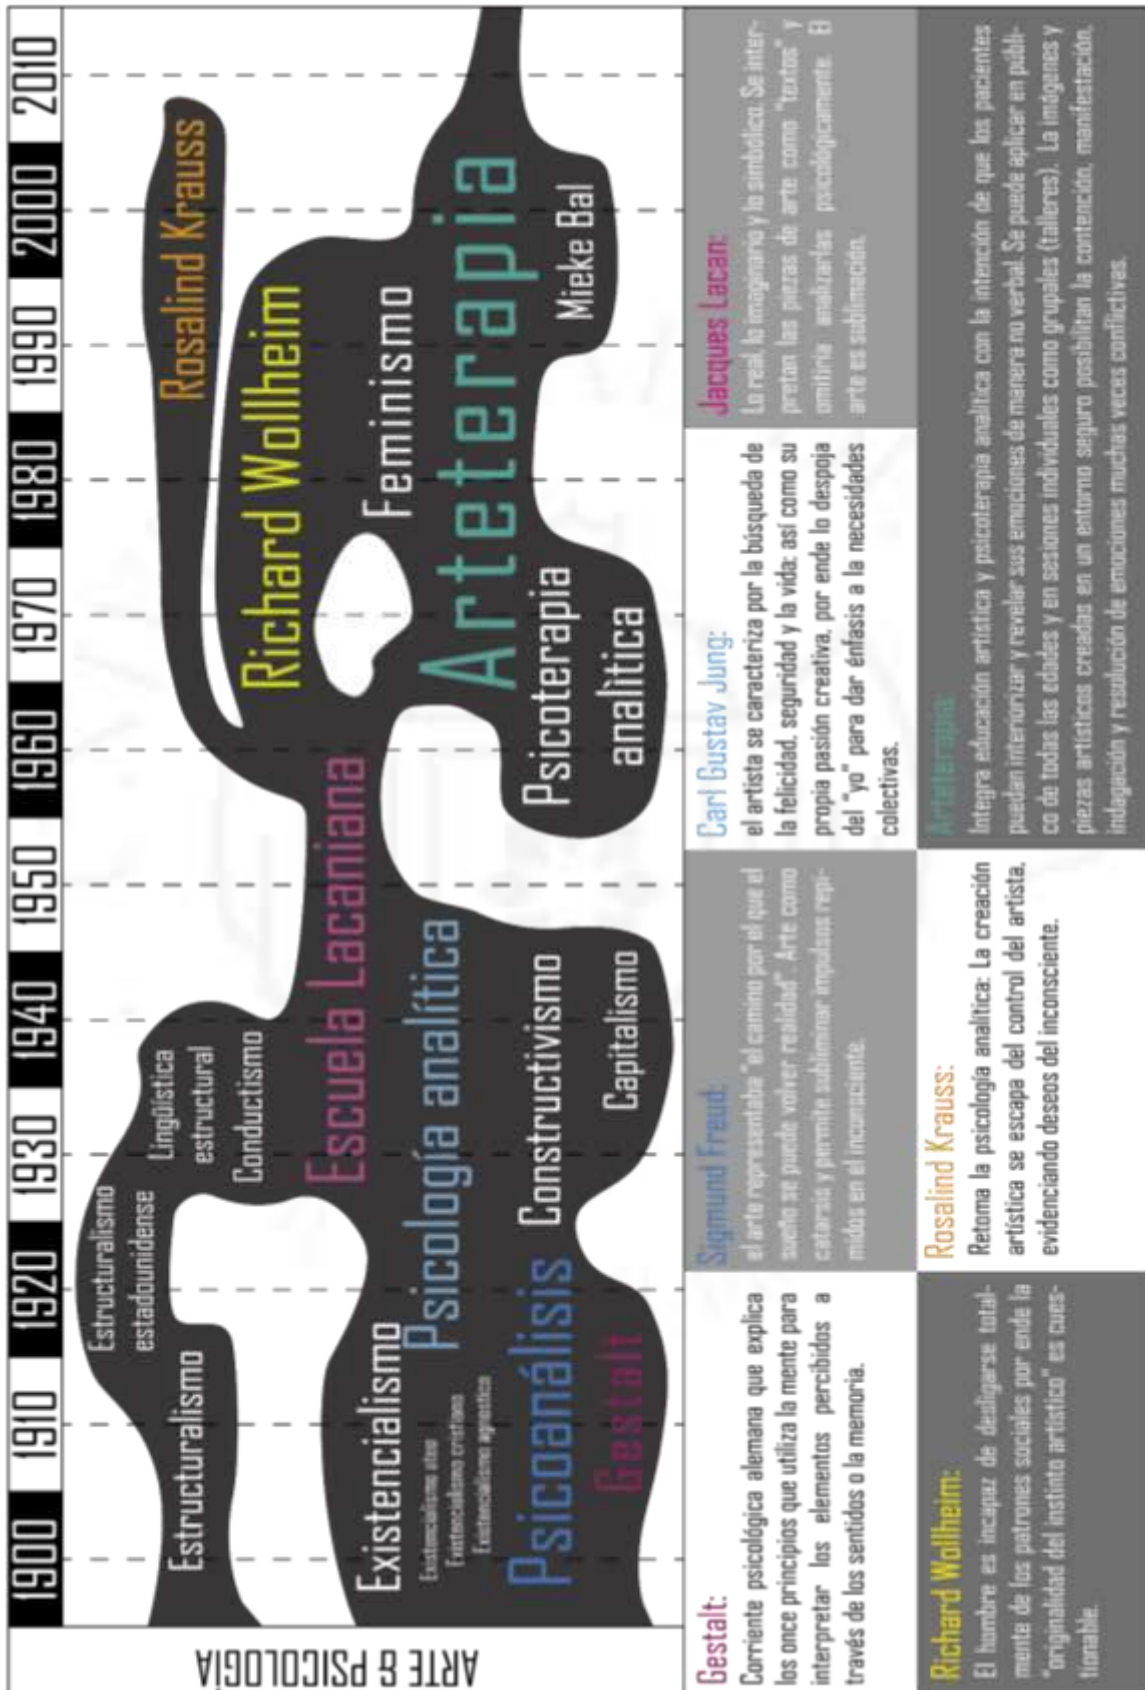 ARTE & PSICOLOGÍA
1900
1910
1920
1930
1940
1950
1960
1970
1980
1990
2000
2010
Estructuralismo
Estructuralismo
estadounidense
Lingüística
estructural
Conductismo
Rosalind Krauss
Richard Wollheim
Escuela Lacaniana
Feminismo
Existencialismo
Existencialismo ateo
Existencialismo cristiano
Existencialismo agnostico
Psicología analítica
Arteterapia
Psicoanálisis
Constructivismo
Psicoterapia
analítica
Mieke Bal
Gestalt
Capitalismo
Gestalt:
Corriente psicológica alemana que explica
los once principios que utiliza la mente para
interpretar los elementos percibidos a
través de los sentidos o la memoria.
Sigmund Freud:
el arte representaba "el camino por el que el
sueño se puede volver realidad". Arte como
catarsis y permite subliminar impulsos repri-
midos en el inconsciente.
Carl Gustav Jung:
el artista se caracteriza por la búsqueda de
la felicidad, seguridad y la vida; así como su
propia pasión creativa, por ende lo despoja
del "yo" para dar énfasis a la necesidades
colectivas.
Jacques Lacan:
Lo real, lo imaginario y lo simbólico. Se inter-
pretan las piezas de arte como "textos" y
omitiría analizarlas psicológicamente. El
arte es sublimación.
Richard Wollheim:
El hombre es incapaz de desligarse total-
mente de los patrones sociales por ende la
"originalidad del instinto artístico" es cues-
tionable.
Rosalind Krauss:
Retoma la psicología analítica: La creación
artística se escapa del control del artista,
evidenciando deseos del inconsciente.
Arteterapia:
Integra educación artística y psicoterapia analítica con la intención de que los pacientes
puedan interiorizar y revelar sus emociones de manera no verbal. Se puede aplicar en públi-
co de todas las edades y en sesiones individuales como grupales (talleres). La imágenes y
piezas artísticos creadas en un entorno seguro posibilitan la contención, manifestación,
indagación y resolución de emociones muchas veces conflictivas.